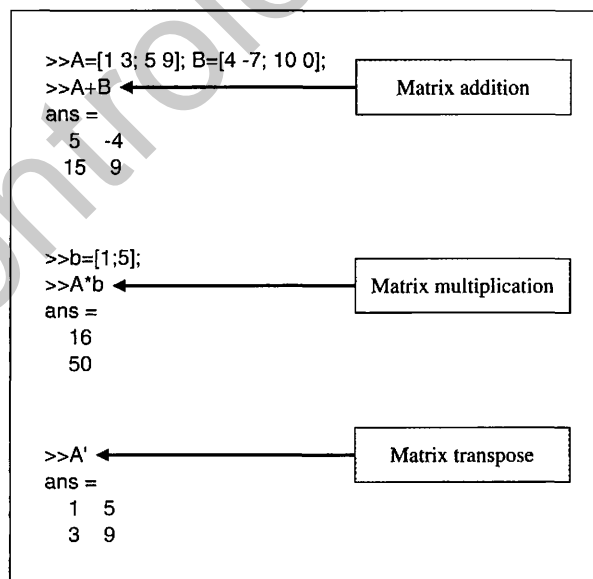 >>A=[1 3; 5 9]; B=[4 -7; 10 0];
>>A+B
Matrix addition
ans =
5 -4
15 9
>>b=[1;5];
>>A*b
Matrix multiplication
ans =
16
50
>>A'
Matrix transpose
ans =
1 5
3 9